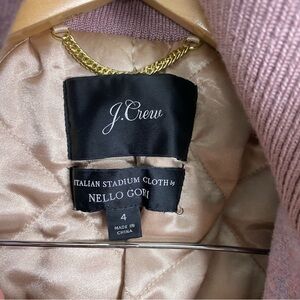 J.Crew
ITALIAN STADIUM CLOTH by
NELLO GORI
4
MADE IN
CHINA